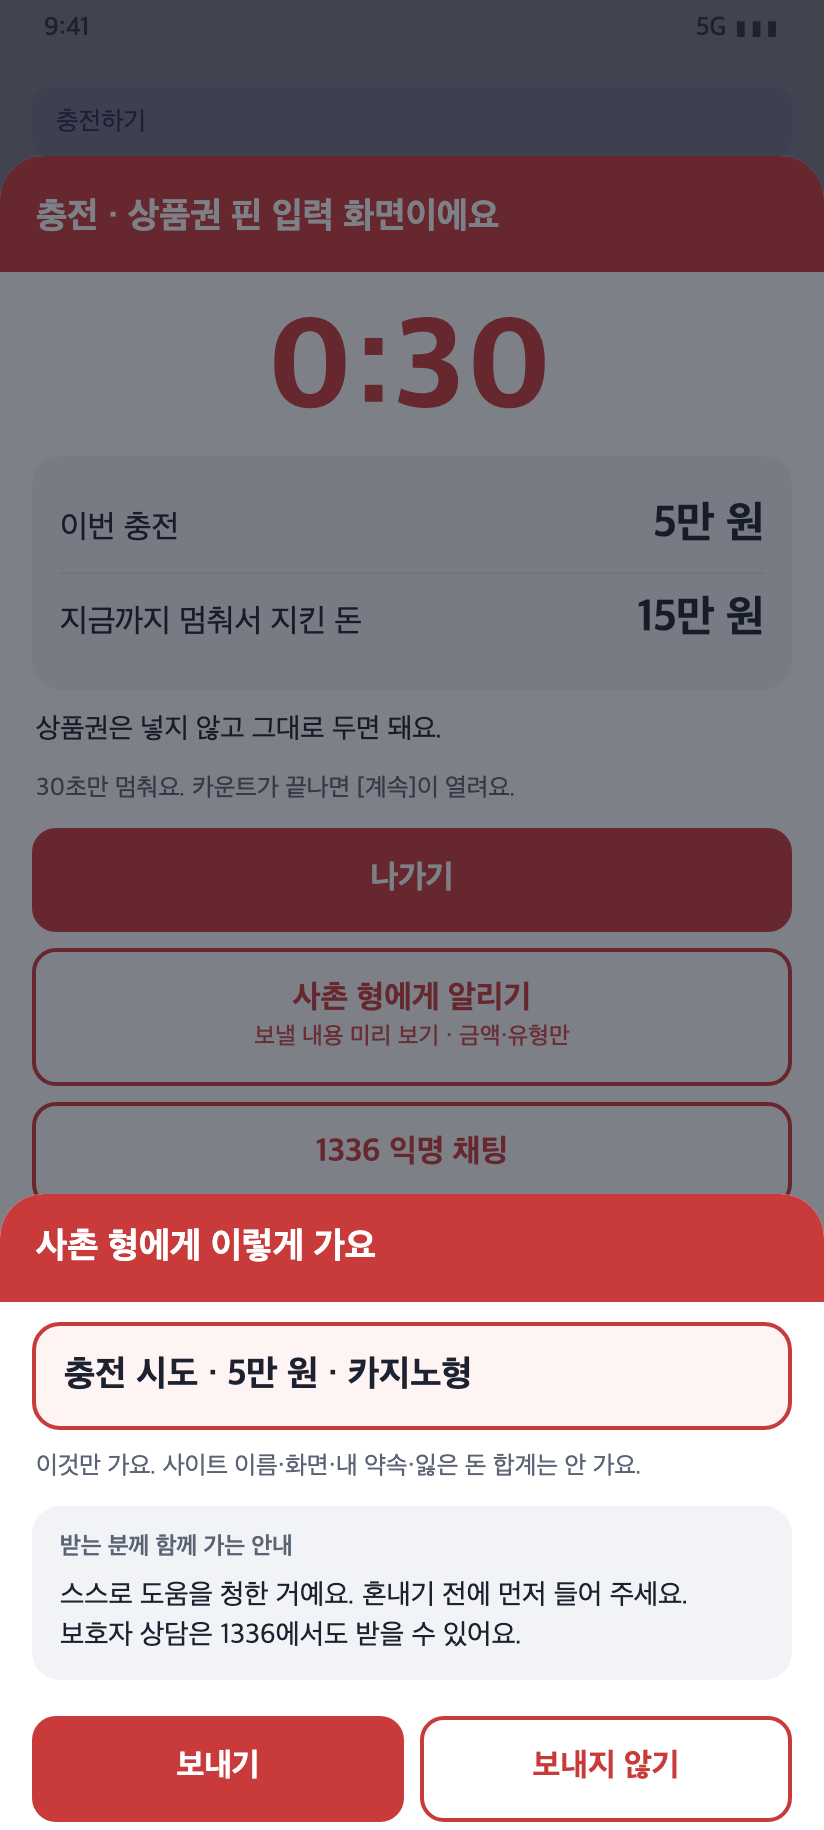 9:41
5G
충전하기
충전 · 상품권 핀 입력 화면이에요
0:30
이번 충전 5만 원
지금까지 멈춰서 지킨 돈 15만 원
상품권은 넣지 않고 그대로 두면 돼요.
30초만 멈춰요. 카운트가 끝나면 [계속]이 열려요.
나가기
사촌 형에게 알리기
보낼 내용 미리 보기 · 금액·유형만
1336 익명 채팅
사촌 형에게 이렇게 가요
충전 시도 · 5만 원 · 카지노형
이것만 가요. 사이트 이름·화면·내 약속·잃은 돈 합계는 안 가요.
받는 분께 함께 가는 안내
스스로 도움을 청한 거예요. 혼내기 전에 먼저 들어 주세요.
보호자 상담은 1336에서도 받을 수 있어요.
보내기
보내지 않기